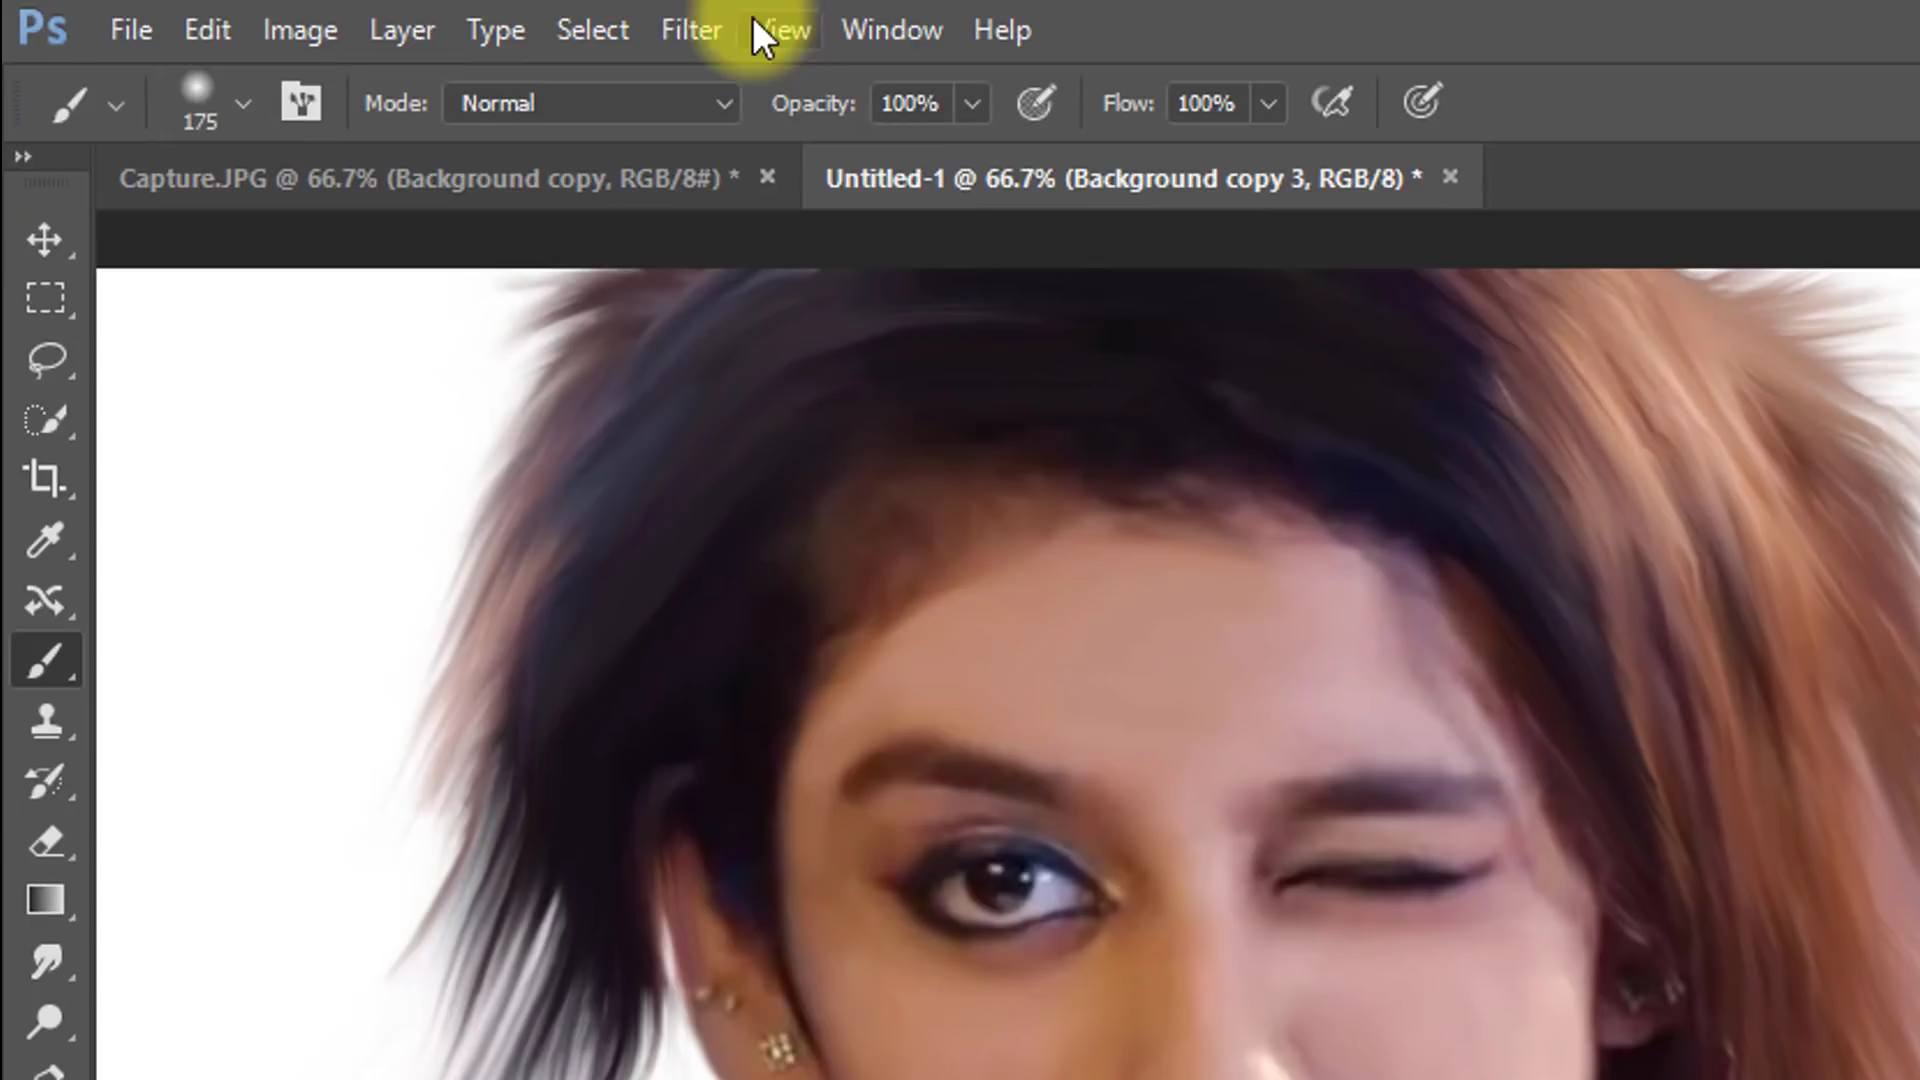 Ps File Edit Image Layer Type Select Filter View Window Help
175 Mode: Normal Opacity: 100% Flow: 100%
Capture.JPG @ 66.7% (Background copy, RGB/8#) * Untitled-1 @ 66.7% (Background copy 3, RGB/8) *